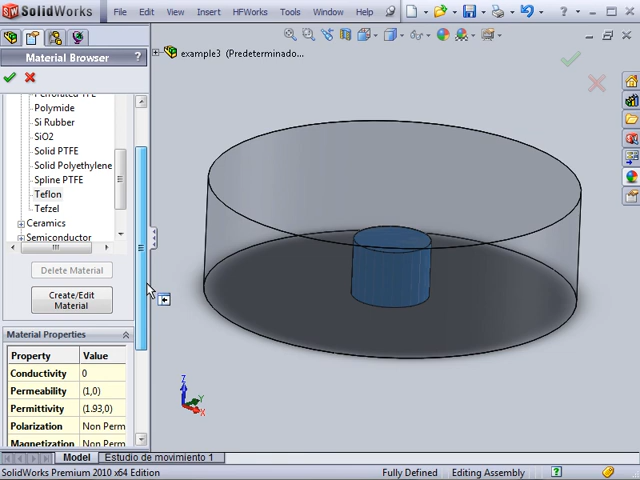 SolidWorks File Edit View Insert HFWorks Tools Window Help
Material Browser ?
example3 (Predeterminado...
Polymide
Si Rubber
SiO2
Solid PTFE
Solid Polyethylene
Spline PTFE
Teflon
Tefzel
Ceramics
Semiconductor
Delete Material
Create/Edit
Material
Material Properties
Property Value
Conductivity 0
Permeability (1,0)
Permittivity (1.93,0)
Polarization Non Perm
Magnetization Non Perm
Z
Y
X
Model Estudio de movimiento 1
SolidWorks Premium 2010 x64 Edition Fully Defined Editing Assembly ?